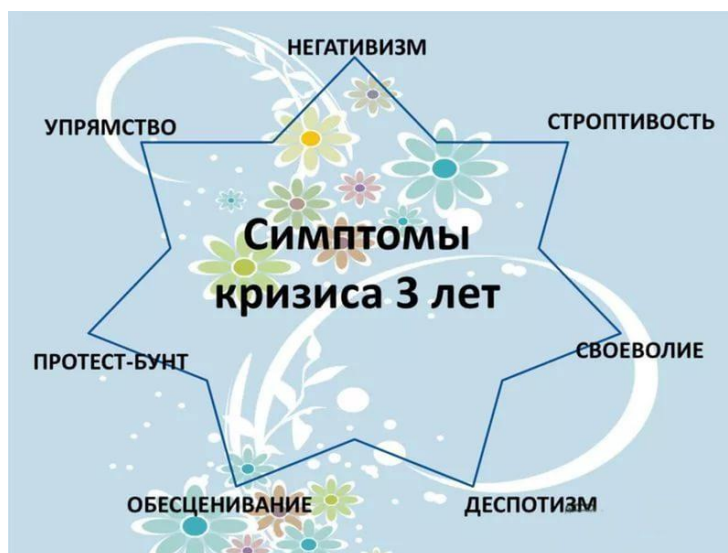 НЕГАТИВИЗМ
УПРЯМСТВО
СТРОПТИВОСТЬ
Симптомы
кризиса 3 лет
ПРОТЕСТ-БУНТ
СВОЕВОЛИЕ
ОБЕСЦЕНИВАНИЕ
ДЕСПОТИЗМ